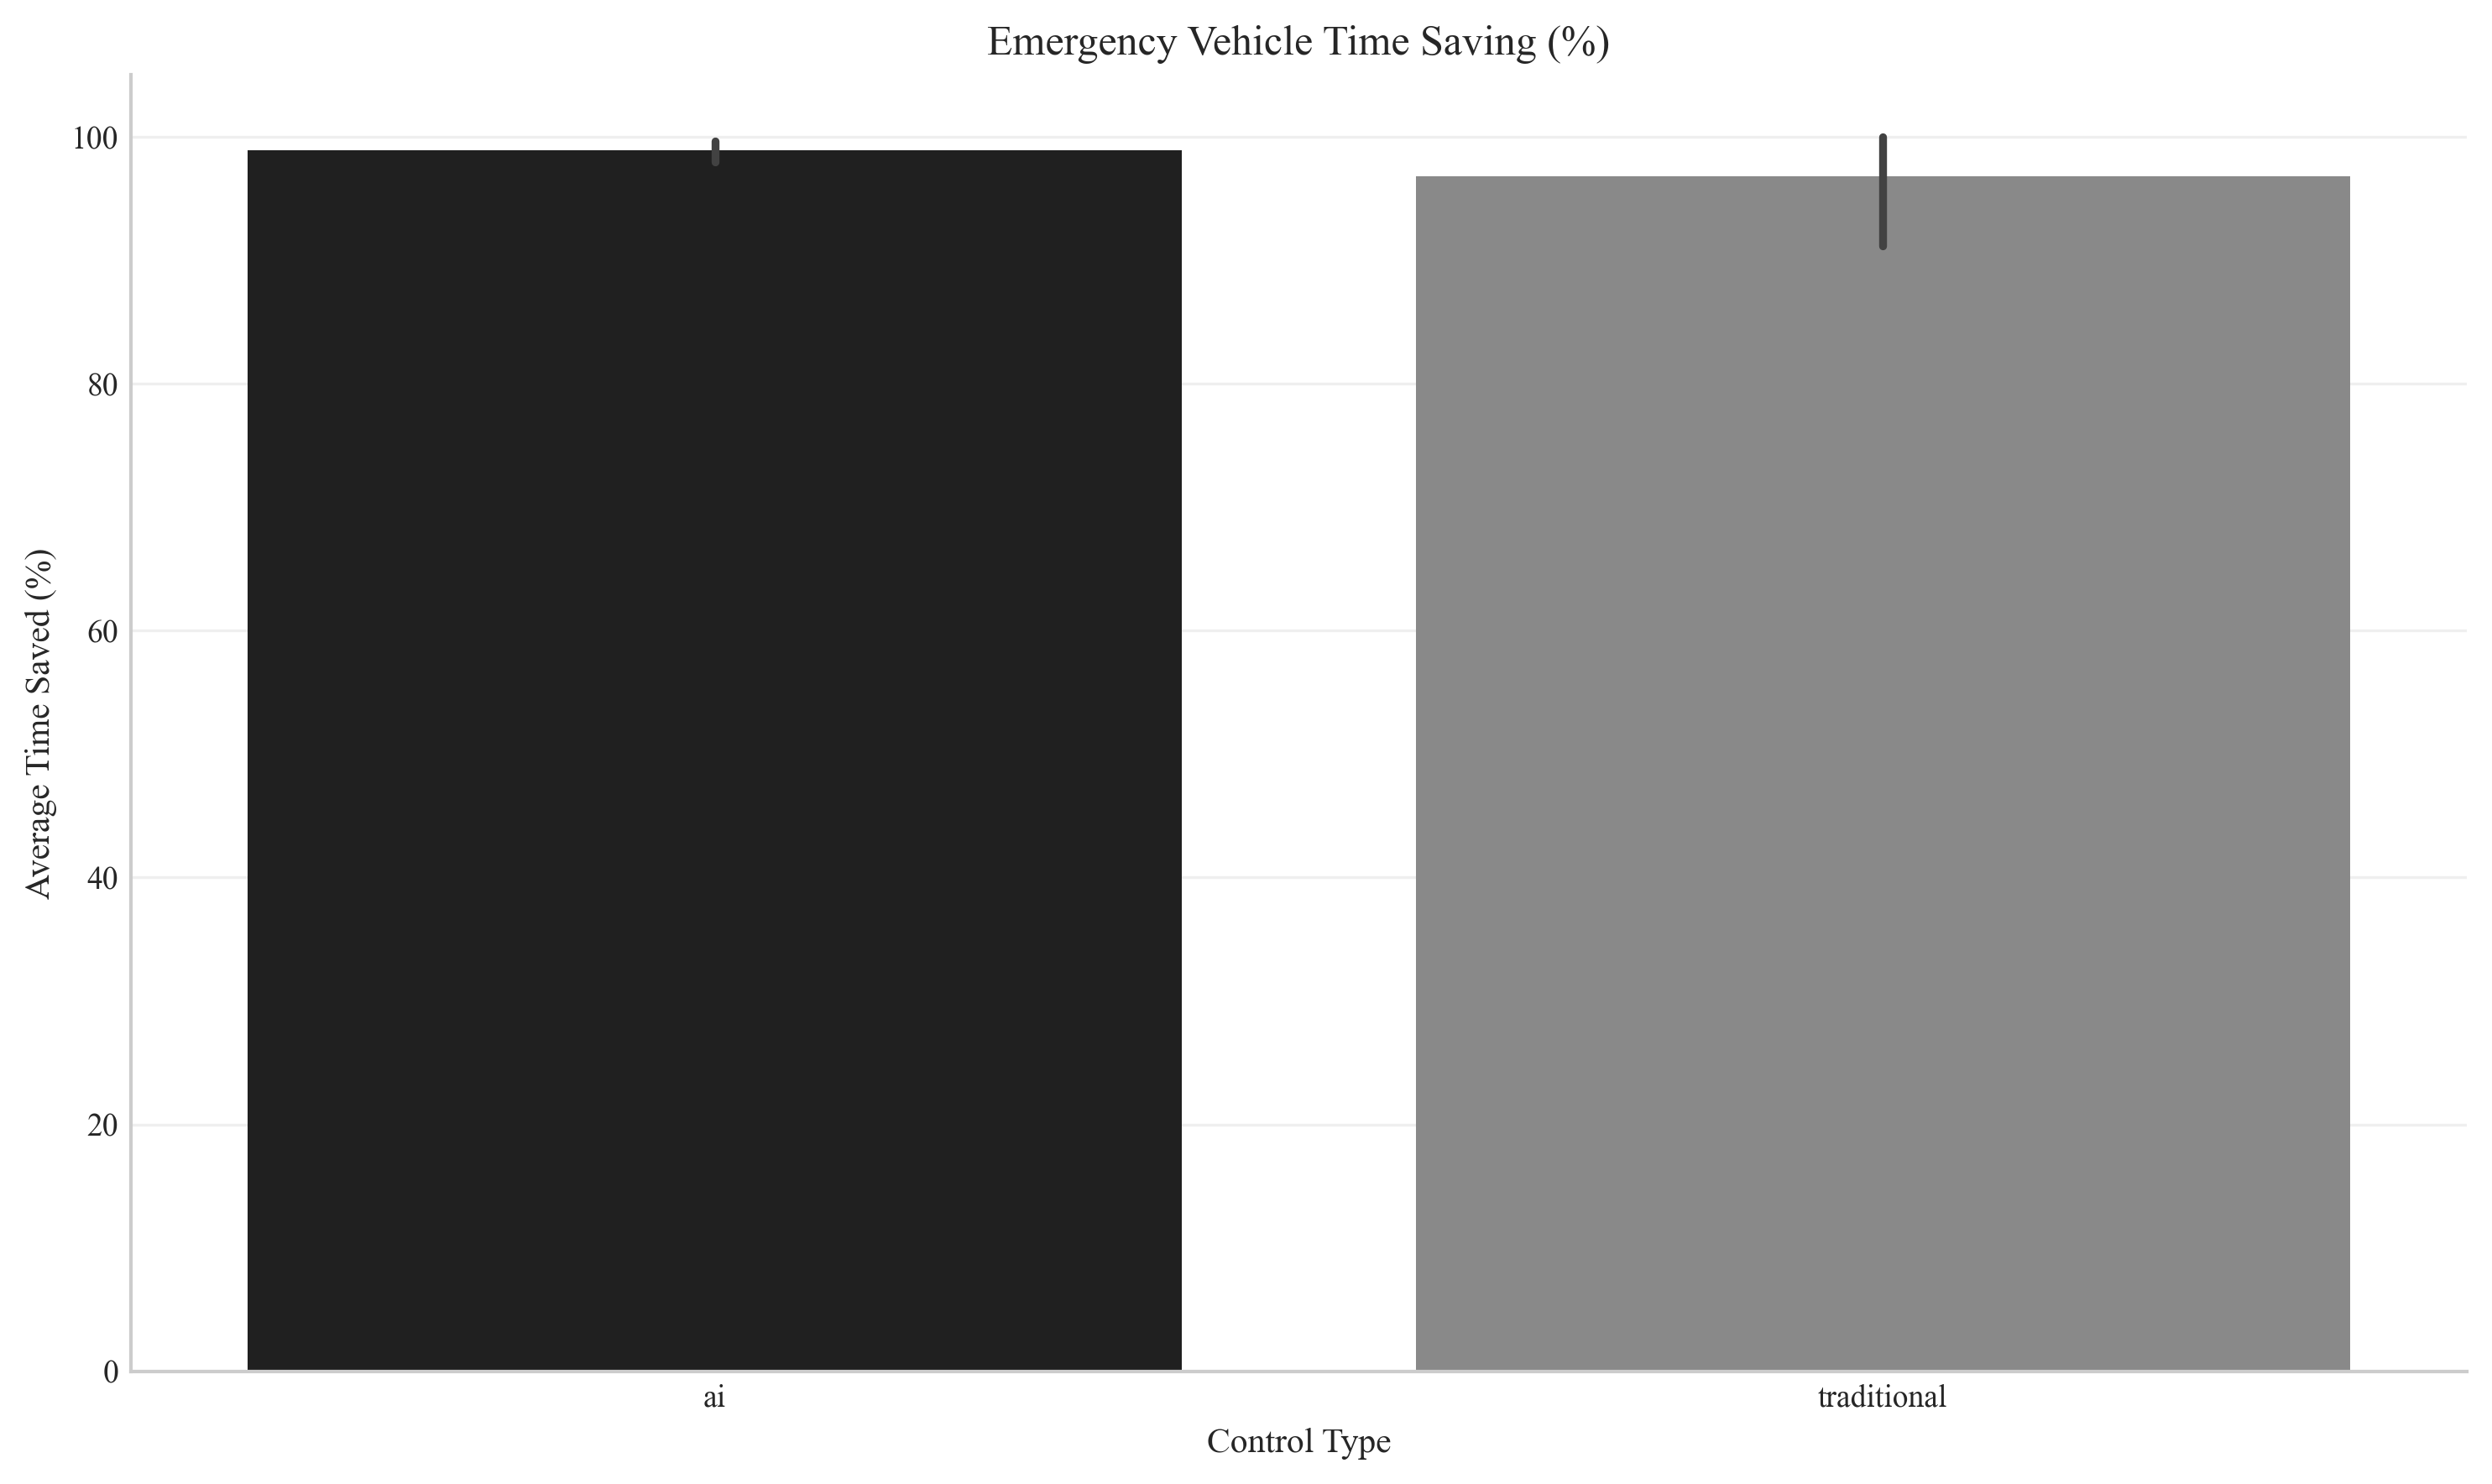 Emergency Vehicle Time Saving (%)
Average Time Saved (%)
100
80
60
40
20
0
ai
traditional
Control Type